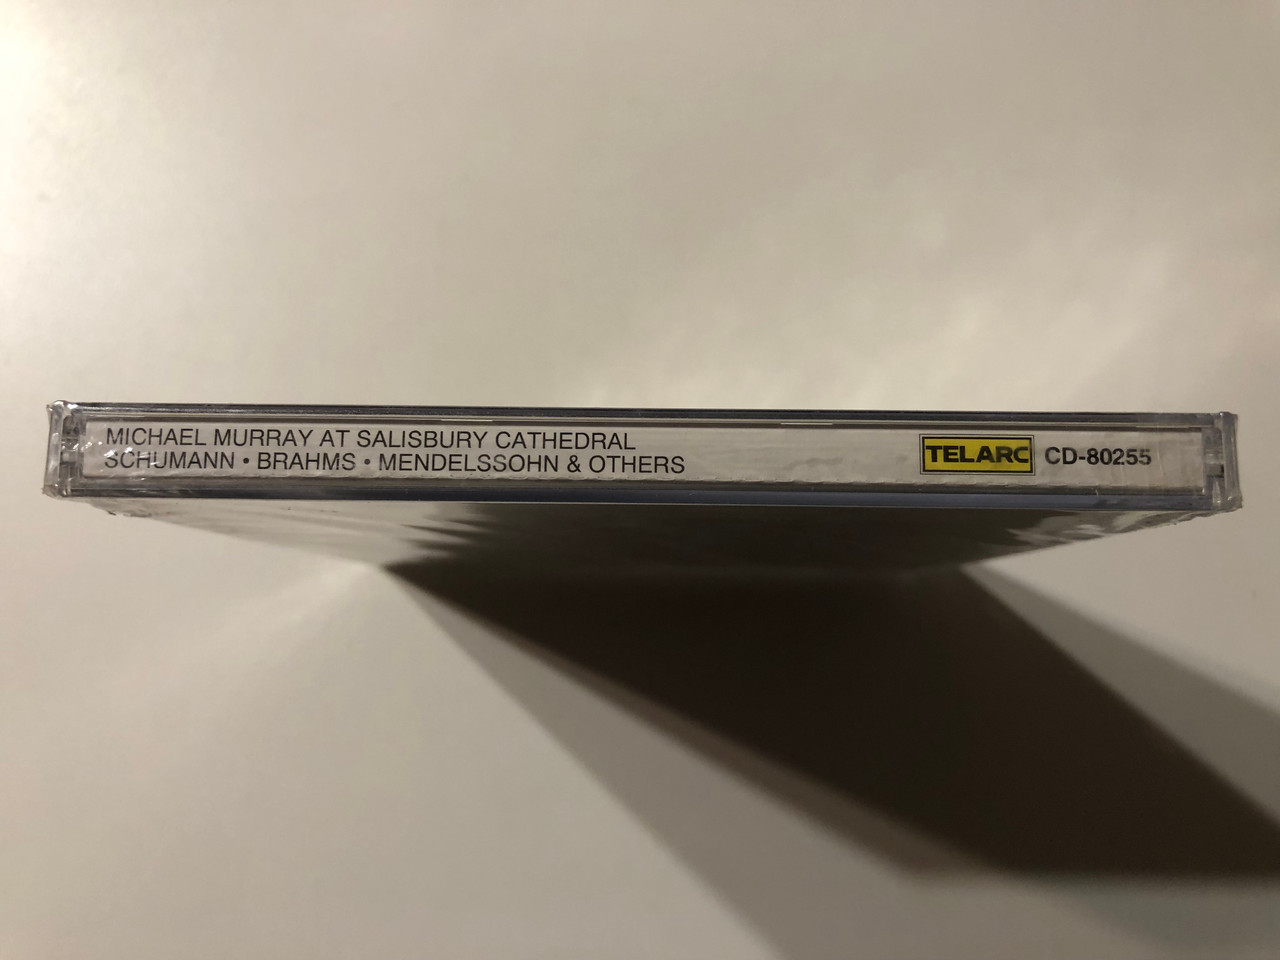 MICHAEL MURRAY AT SALISBURY CATHEDRAL
SCHUMANN • BRAHMS • MENDELSSOHN & OTHERS
TELARC CD-80255